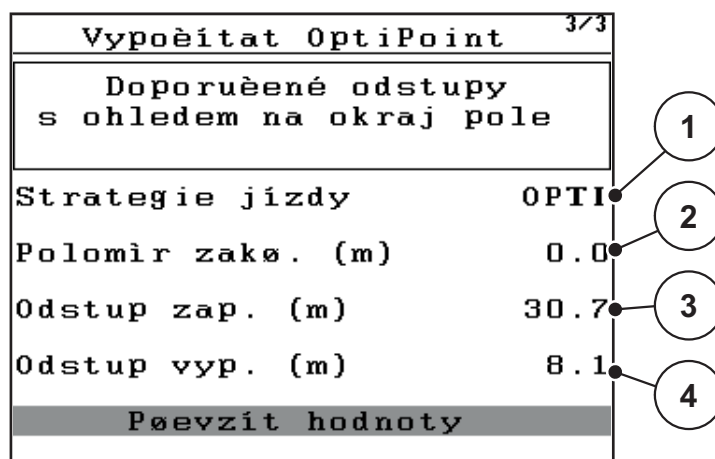 3/3
Vypoèítat OptiPoint
Doporuèené odstupy
s ohledem na okraj pole
Strategie jízdy OPTI
Polomìr zakø. (m) 0.0
Odstup zap. (m) 30.7
Odstup vyp. (m) 8.1
Pøevzít hodnoty
1
2
3
4